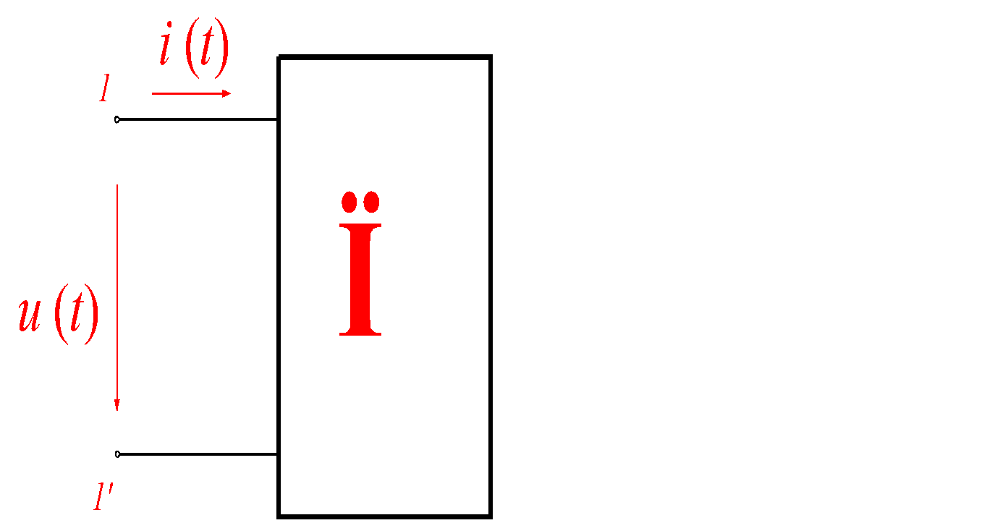 i (t)
1
Ï
u (t)
1'